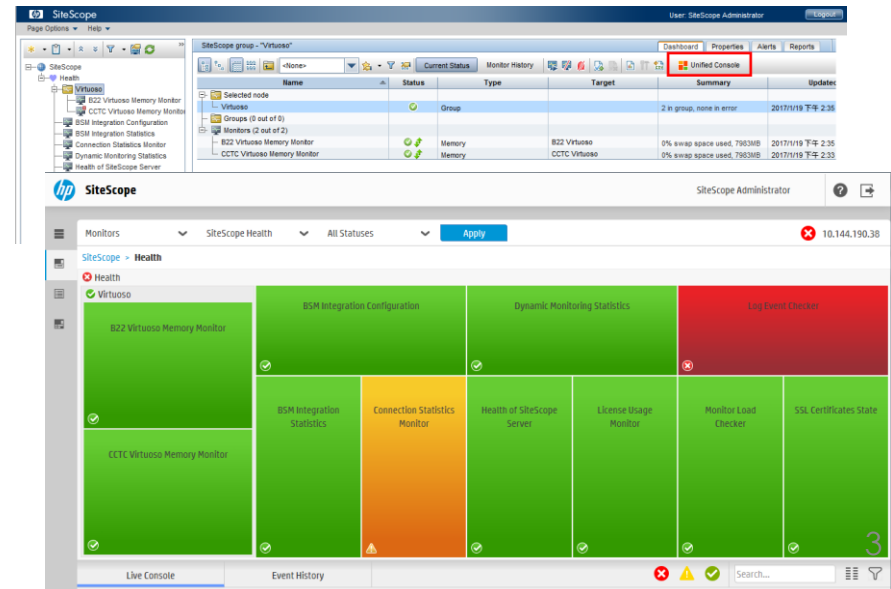 SiteScope
User: SiteScope Administrator
Logout
Page Options
Help
SiteScope group - "Virtuoso"
Dashboard
Properties
Alerts
Reports
<None>
Current Status
Monitor History
Unified Console
SiteScope
Health
Virtuoso
B22 Virtuoso Memory Monitor
CCTC Virtuoso Memory Monitor
BSM Integration Configuration
BSM Integration Statistics
Connection Statistics Monitor
Dynamic Monitoring Statistics
Health of SiteScope Server
Name Status Type Target Summary Updated
Selected node
Virtuoso Group 2 in group, none in error 2017/1/19 下午 2:35
Groups (0 out of 0)
Monitors (2 out of 2)
B22 Virtuoso Memory Monitor Memory B22 Virtuoso 0% swap space used, 7983MB 2017/1/19 下午 2:35
CCTC Virtuoso Memory Monitor Memory CCTC Virtuoso 0% swap space used, 7983MB 2017/1/19 下午 2:33
hp
SiteScope
SiteScope Administrator
Monitors
SiteScope Health
All Statuses
Apply
10.144.190.38
SiteScope > Health
Health
Virtuoso
B22 Virtuoso Memory Monitor
CCTC Virtuoso Memory Monitor
BSM Integration Configuration
Dynamic Monitoring Statistics
Log Event Checker
BSM Integration
Statistics
Connection Statistics
Monitor
Health of SiteScope
Server
License Usage
Monitor
Monitor Load
Checker
SSL Certificates State
3
Live Console
Event History
Search...